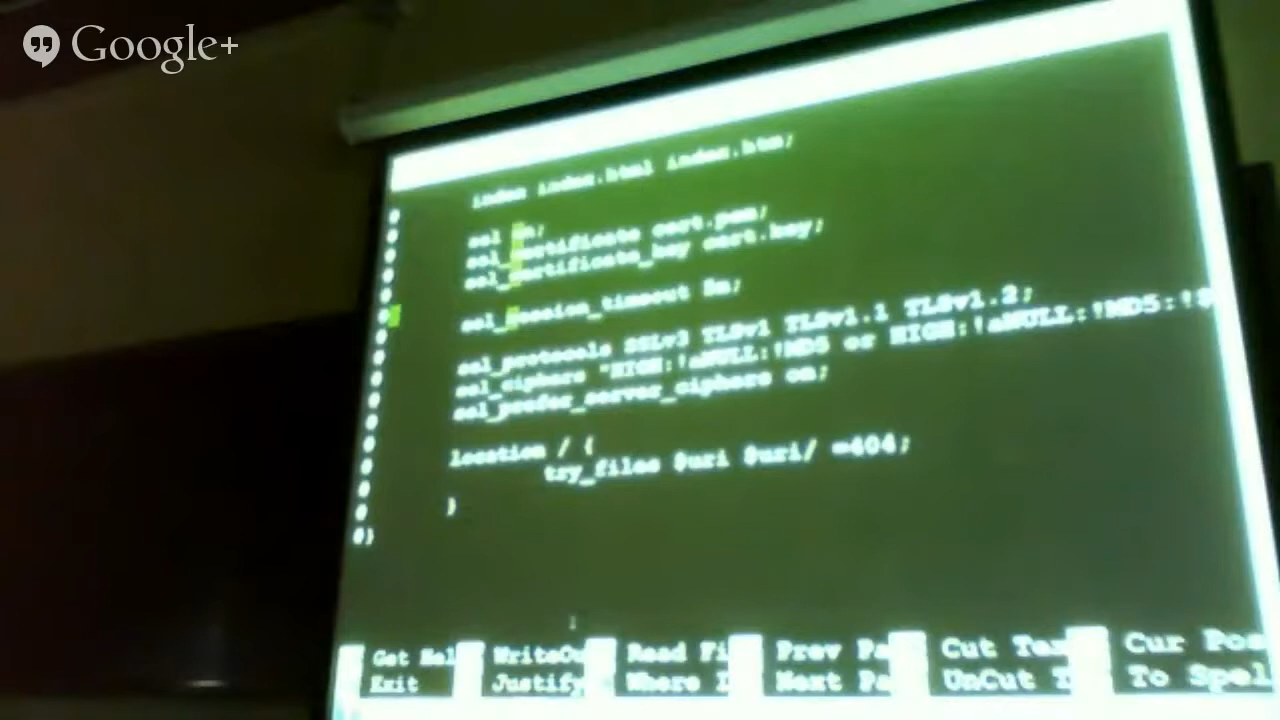 Google+
index index.html index.htm;
ssl on;
ssl_certificate cert.pem;
ssl_certificate_key cert.key;
ssl_session_timeout 5m;
ssl_protocols SSLv3 TLSv1 TLSv1.1 TLSv1.2;
ssl_ciphers "HIGH:!aNULL:!MD5 or HIGH:!aNULL:!MD5:!
ssl_prefer_server_ciphers on;
location / {
try_files $uri $uri/ =404;
}
#}
Get Hel WriteOu Read Fi Prev Pa Cut Tex Cur Pos
Exit Justify Where I Next Pa UnCut T To Spel